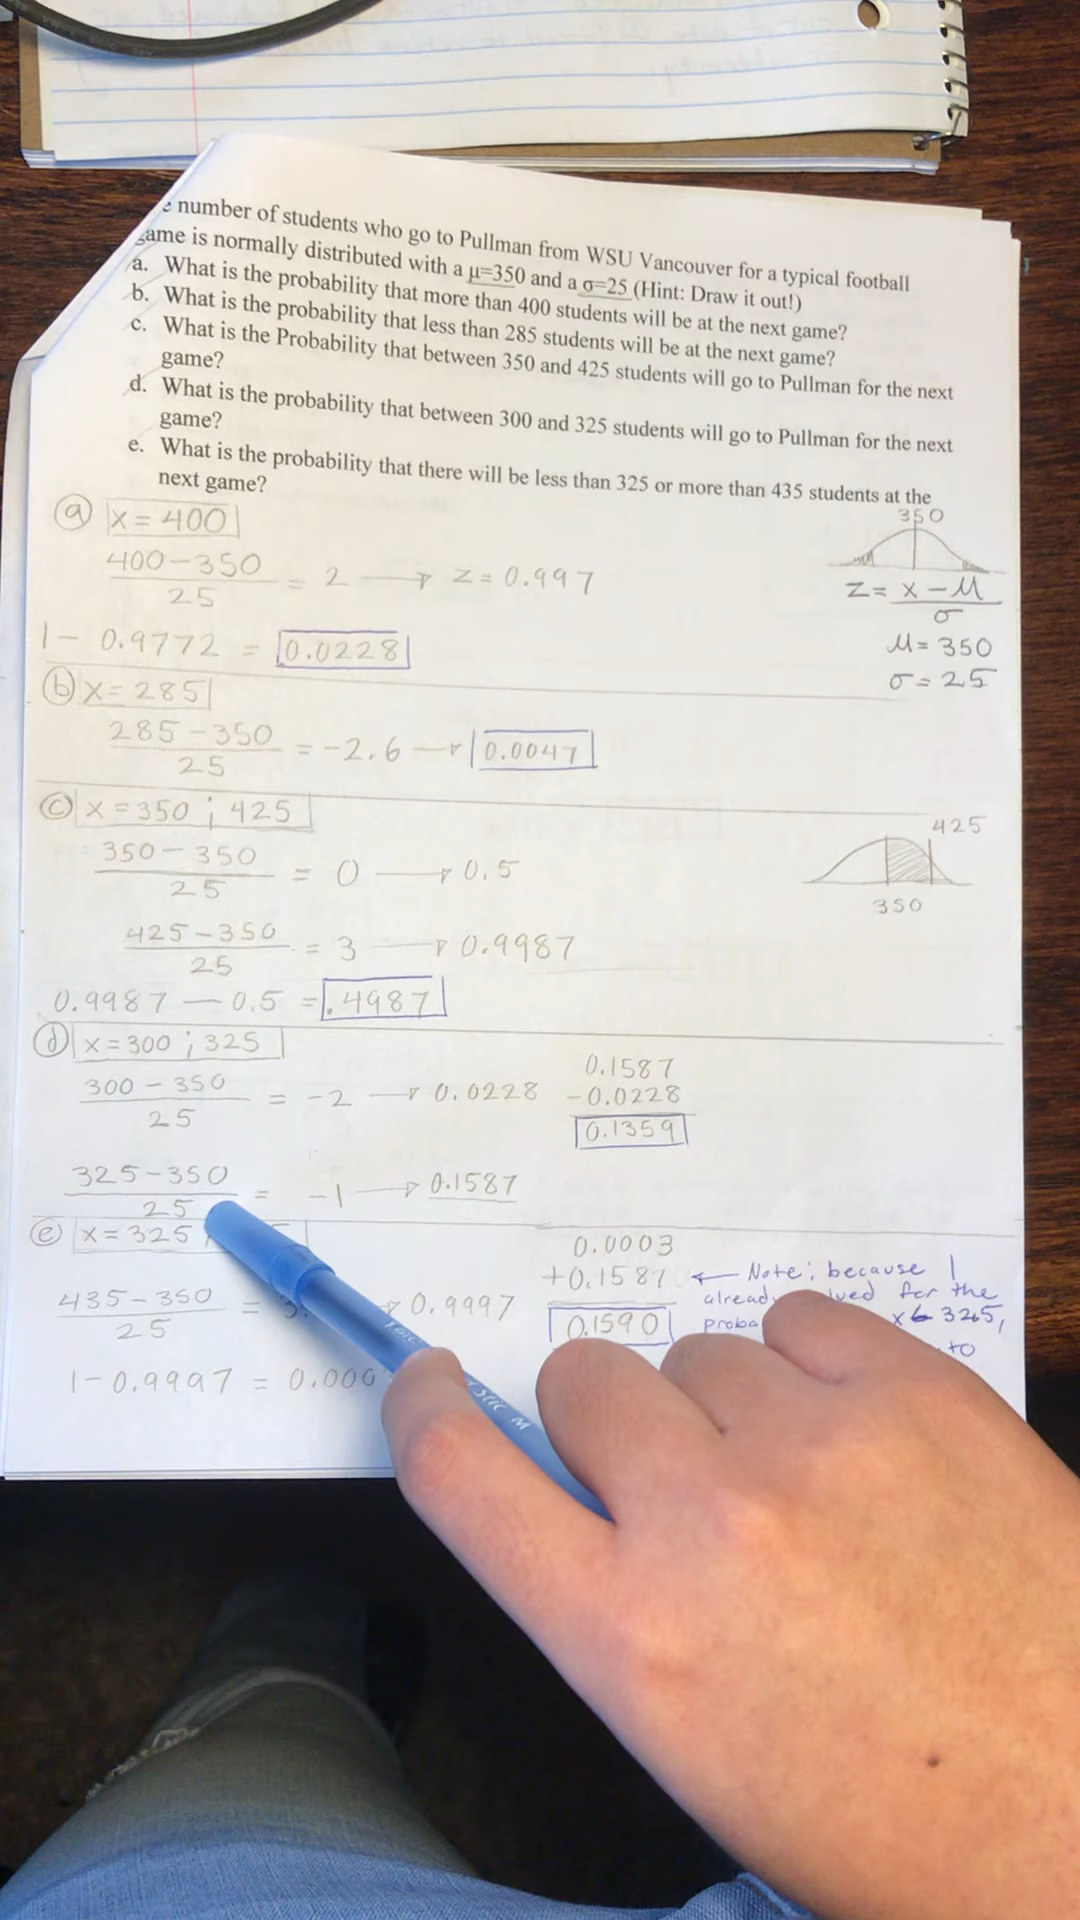 number of students who go to Pullman from WSU Vancouver for a typical football
game is normally distributed with a μ=350 and a σ=25 (Hint: Draw it out!)
a. What is the probability that more than 400 students will be at the next game?
b. What is the probability that less than 285 students will be at the next game?
c. What is the Probability that between 350 and 425 students will go to Pullman for the next
game?
d. What is the probability that between 300 and 325 students will go to Pullman for the next
game?
e. What is the probability that there will be less than 325 or more than 435 students at the
next game?
350
ⓐ x = 400
400-350 / 25 = 2 → z = 0.997
z = x - M / σ
M = 350
σ = 25
1 - 0.9772 = 0.0228
ⓑ x = 285
285-350 / 25 = -2.6 → 0.0047
ⓒ x = 350 ; 425
350-350 / 25 = 0 → 0.5
425
350
425-350 / 25 = 3 → 0.9987
0.9987 - 0.5 = .4987
ⓓ x = 300 ; 325
300-350 / 25 = -2 → 0.0228
0.1587
-0.0228
0.1359
325-350 / 25 = -1 → 0.1587
ⓔ x = 325
435-350 / 25 = 3. → 0.9997
0.0003
+0.1587 ← Note: because I
0.1590
for the
325,
to
1-0.9997 = 0.000